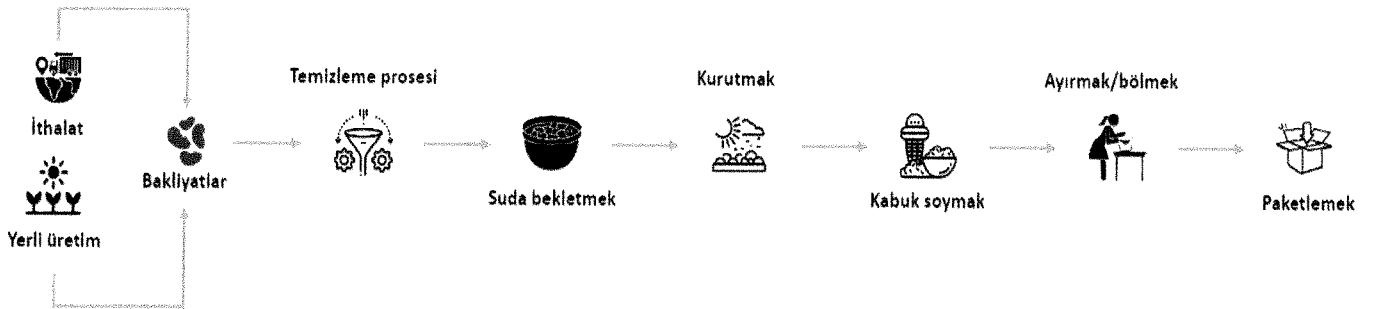 İthalat
Yerli üretim
Bakliyatlar
Temizleme prosesi
Suda bekletmek
Kurutmak
Kabuk soymak
Ayırmak/bölmek
Paketlemek